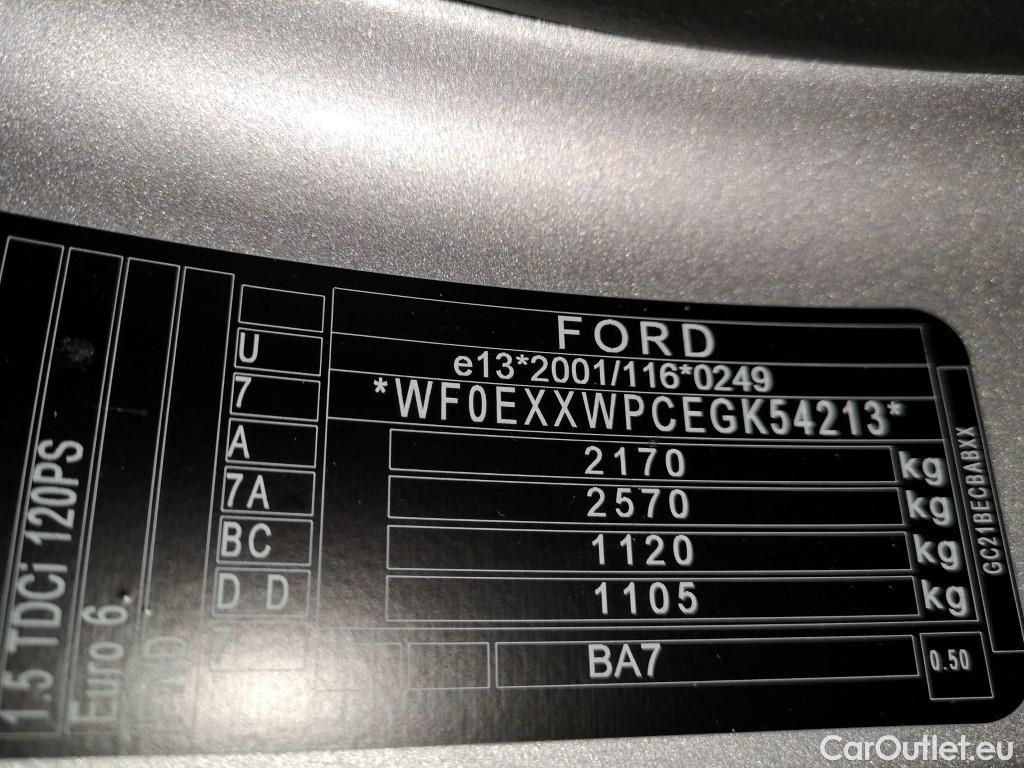 FORD
e13*2001/116*0249
*WF0EXXWPCEGK54213*
2170 kg
2570 kg
1120 kg
1105 kg
BA7
0.50
U
7
A
7A
BC
D D
1.5 TDCi 120PS
Euro 6.
GC21BECBABXX
CarOutlet.eu